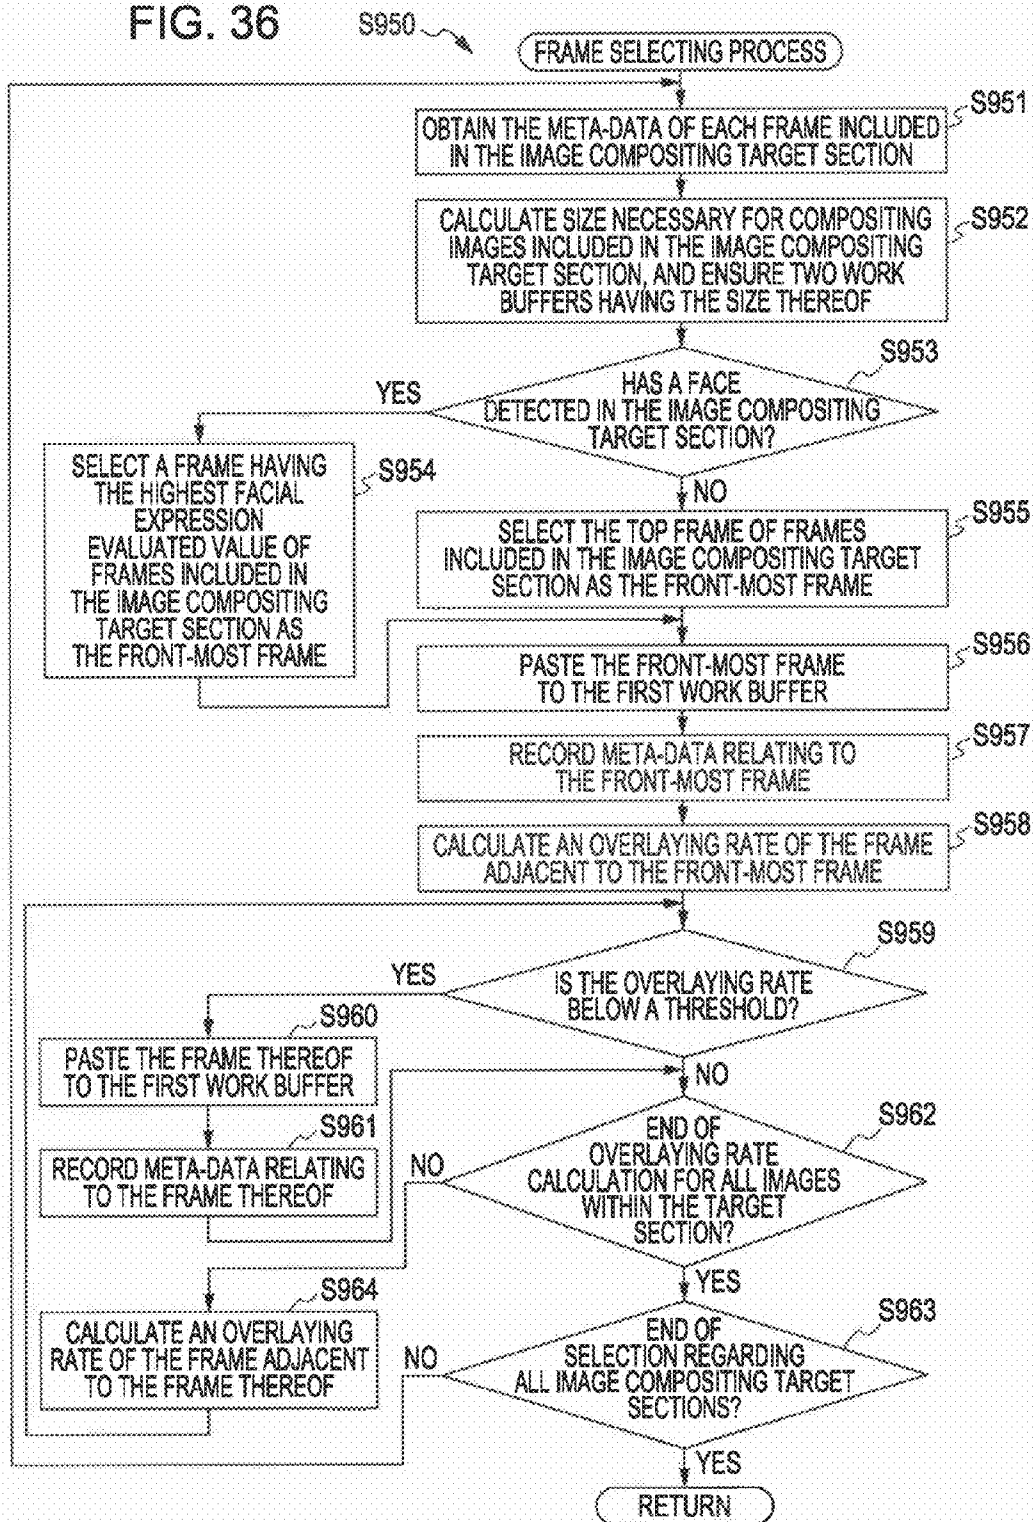 FIG. 36
S950
FRAME SELECTING PROCESS
S951
OBTAIN THE META-DATA OF EACH FRAME INCLUDED
IN THE IMAGE COMPOSITING TARGET SECTION
S952
CALCULATE SIZE NECESSARY FOR COMPOSITING
IMAGES INCLUDED IN THE IMAGE COMPOSITING
TARGET SECTION, AND ENSURE TWO WORK
BUFFERS HAVING THE SIZE THEREOF
S953
HAS A FACE
DETECTED IN THE IMAGE COMPOSITING
TARGET SECTION?
YES
NO
S954
SELECT A FRAME HAVING
THE HIGHEST FACIAL
EXPRESSION
EVALUATED VALUE OF
FRAMES INCLUDED IN
THE IMAGE COMPOSITING
TARGET SECTION AS
THE FRONT-MOST FRAME
S955
SELECT THE TOP FRAME OF FRAMES
INCLUDED IN THE IMAGE COMPOSITING TARGET
SECTION AS THE FRONT-MOST FRAME
S956
PASTE THE FRONT-MOST FRAME
TO THE FIRST WORK BUFFER
S957
RECORD META-DATA RELATING TO
THE FRONT-MOST FRAME
S958
CALCULATE AN OVERLAYING RATE OF THE FRAME
ADJACENT TO THE FRONT-MOST FRAME
S959
IS THE OVERLAYING RATE
BELOW A THRESHOLD?
YES
NO
S960
PASTE THE FRAME THEREOF
TO THE FIRST WORK BUFFER
S961
RECORD META-DATA RELATING
TO THE FRAME THEREOF
S962
END OF
OVERLAYING RATE
CALCULATION FOR ALL IMAGES
WITHIN THE TARGET
SECTION?
NO
YES
S964
CALCULATE AN OVERLAYING
RATE OF THE FRAME ADJACENT
TO THE FRAME THEREOF
S963
END OF
SELECTION REGARDING
ALL IMAGE COMPOSITING TARGET
SECTIONS?
NO
YES
RETURN